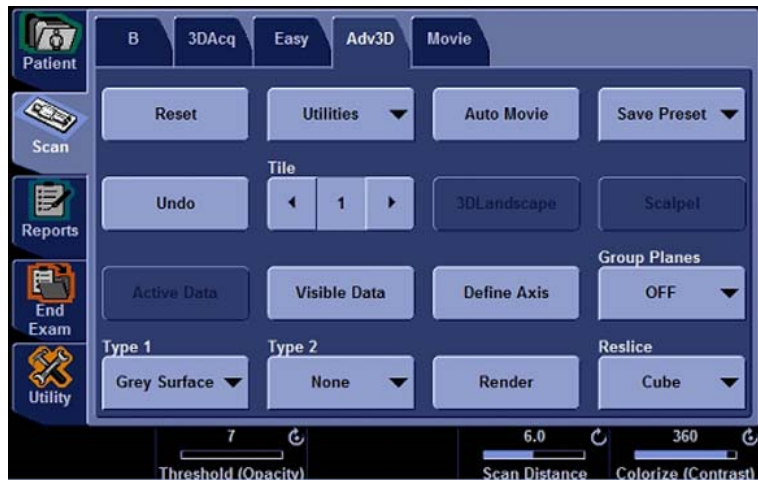 Patient
B
3DAcq
Easy
Adv3D
Movie
Scan
Reset
Utilities
Auto Movie
Save Preset
Reports
Undo
Tile
1
3DLandscape
Scalpel
End
Exam
Active Data
Visible Data
Define Axis
Group Planes
OFF
Utility
Type 1
Grey Surface
Type 2
None
Render
Reslice
Cube
7
Threshold (Opacity)
6.0
Scan Distance
360
Colorize (Contrast)